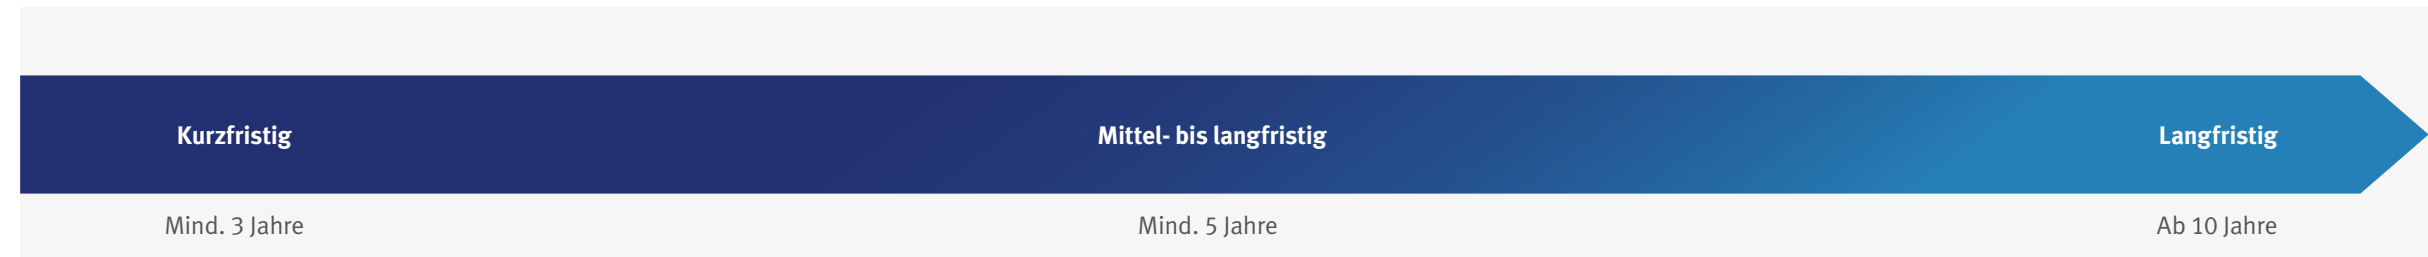 Kurzfristig
Mittel- bis langfristig
Langfristig
Mind. 3 Jahre
Mind. 5 Jahre
Ab 10 Jahre